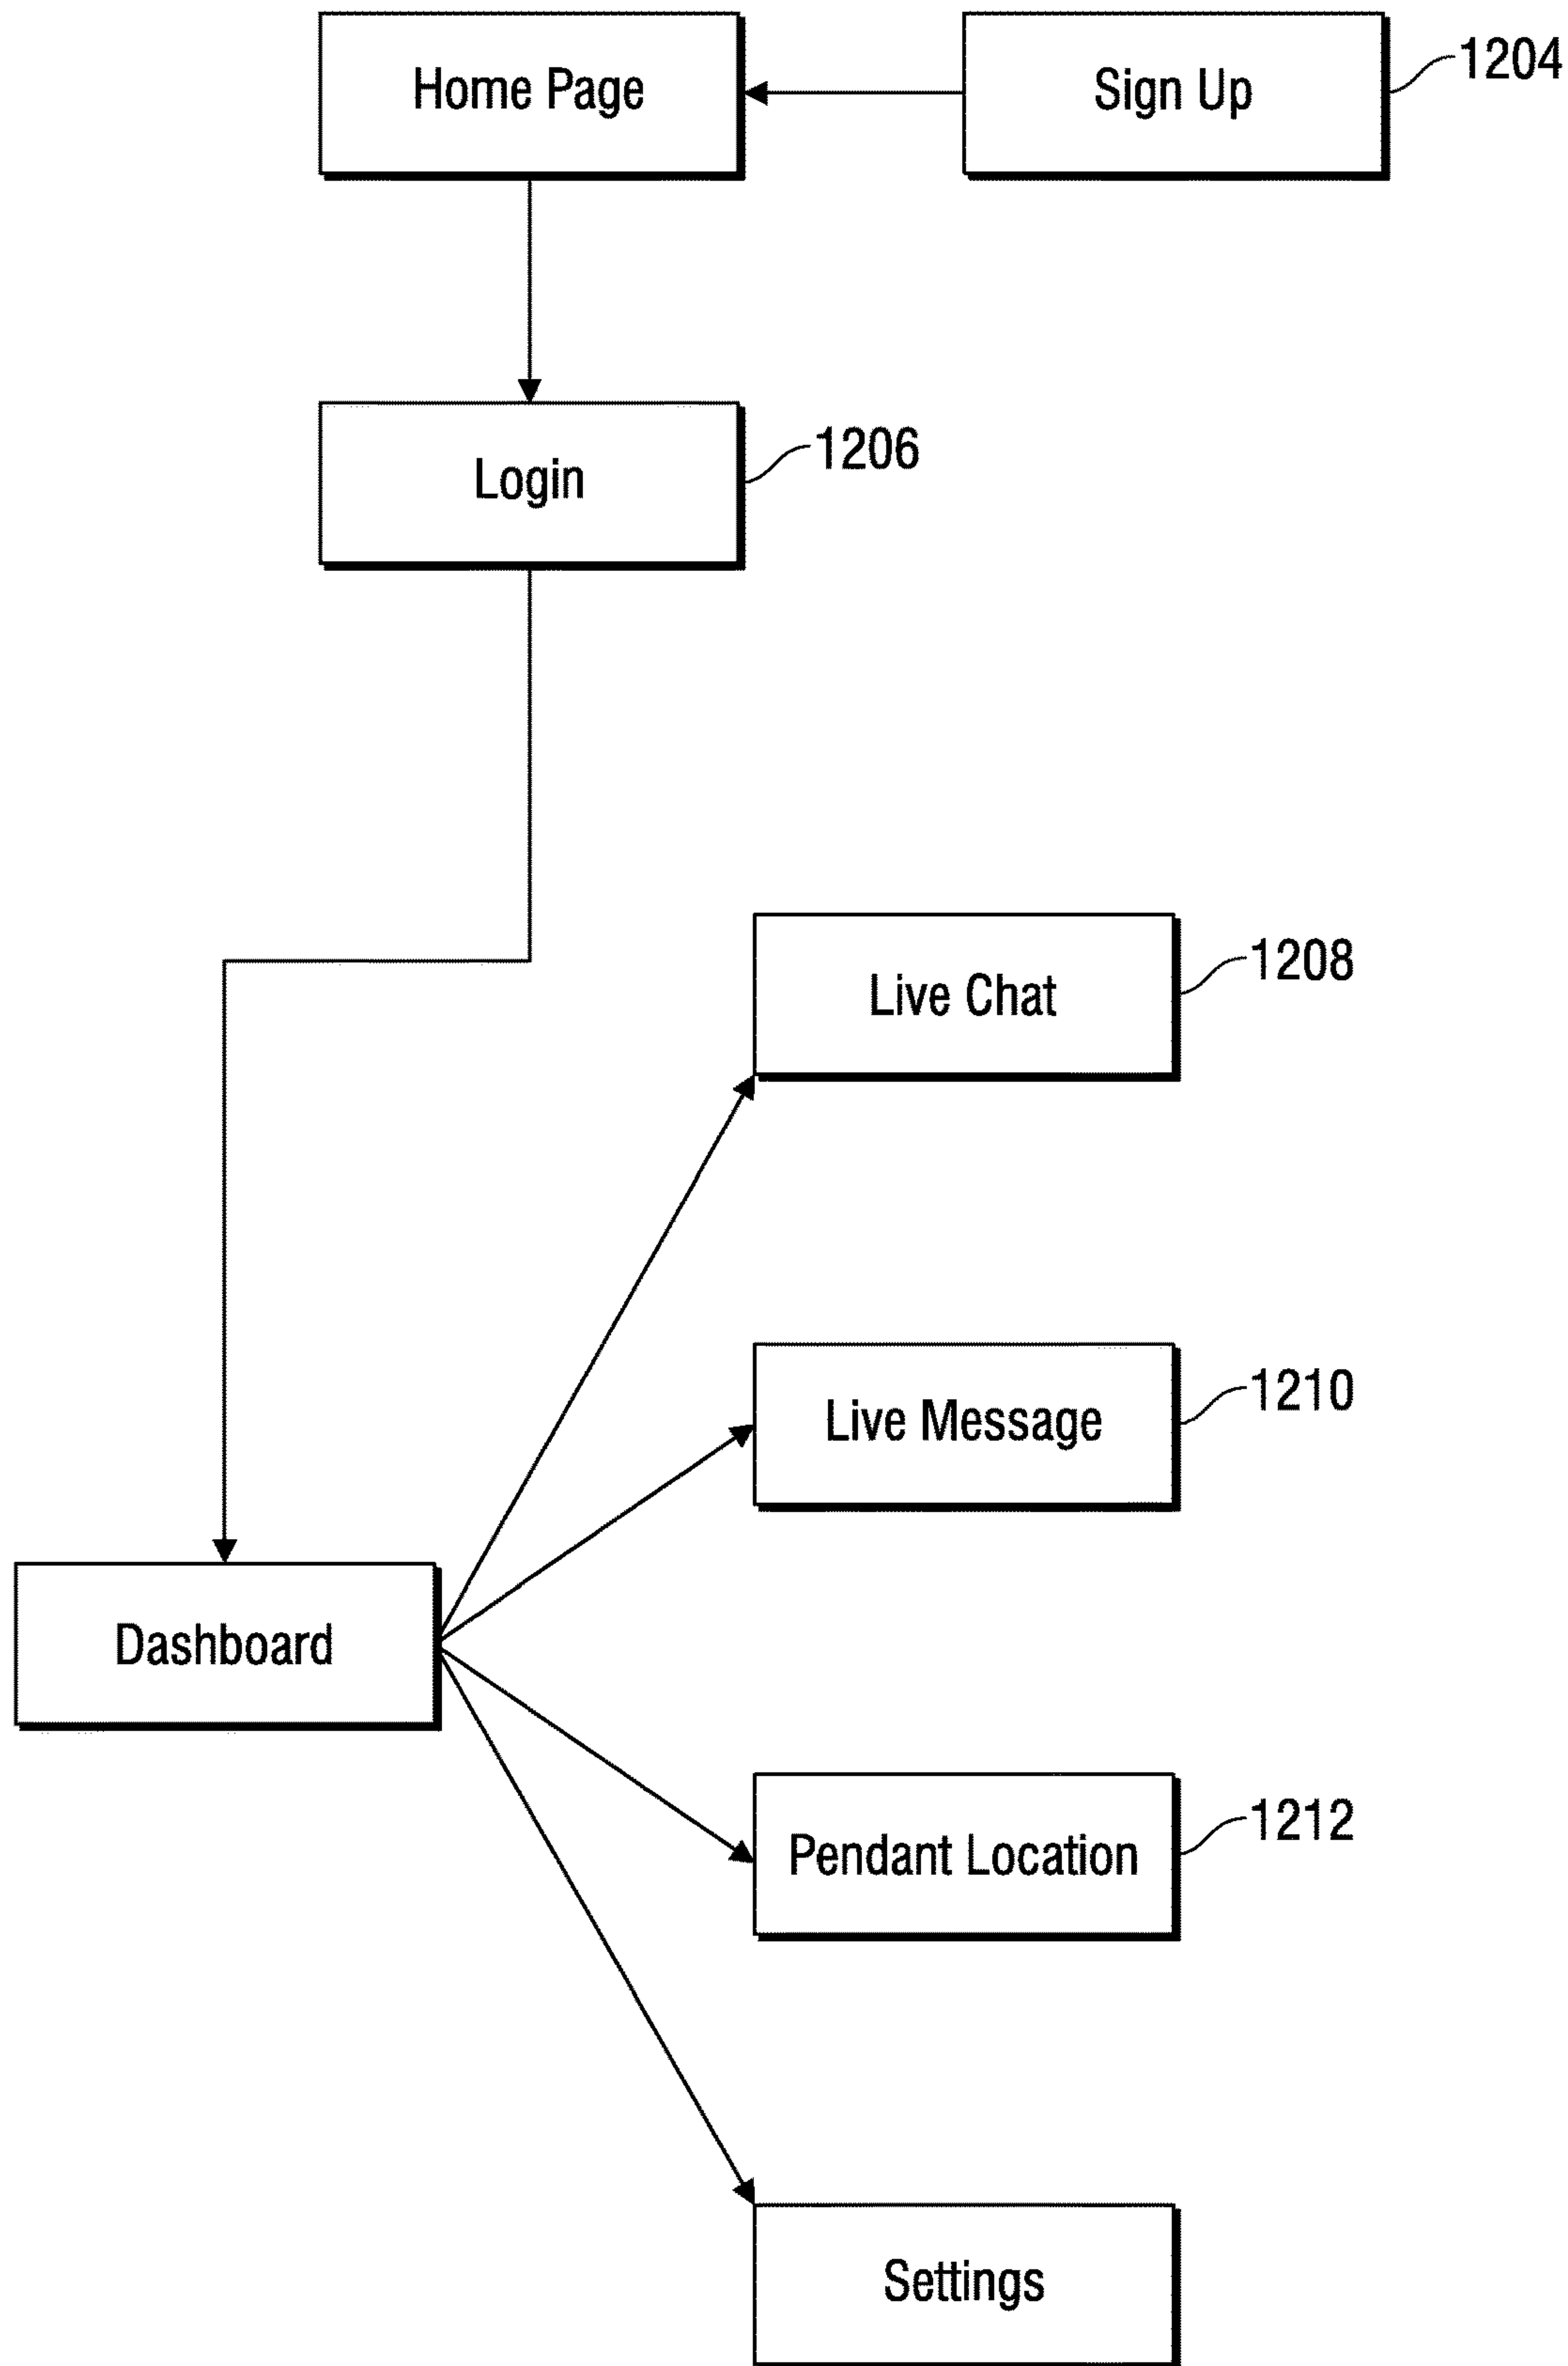 Home Page
Sign Up
1204
Login
1206
Live Chat
1208
Live Message
1210
Dashboard
Pendant Location
1212
Settings